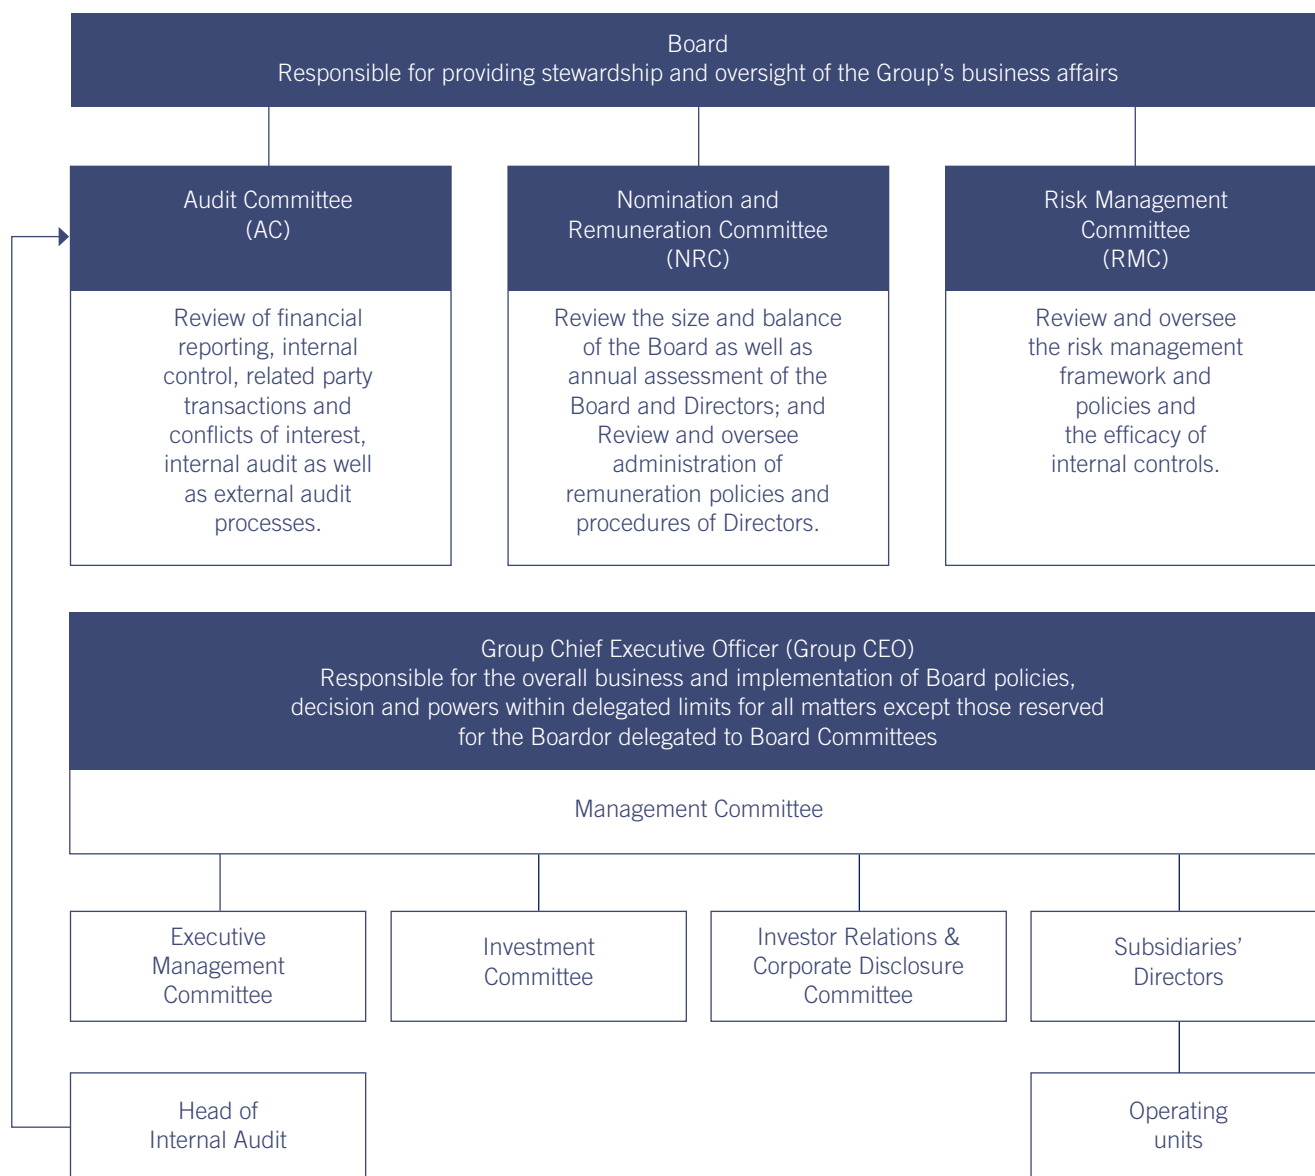 Board
Responsible for providing stewardship and oversight of the Group’s business affairs
Audit Committee
(AC)
Review of financial
reporting, internal
control, related party
transactions and
conflicts of interest,
internal audit as well
as external audit
processes.
Nomination and
Remuneration Committee
(NRC)
Review the size and balance
of the Board as well as
annual assessment of the
Board and Directors; and
Review and oversee
administration of
remuneration policies and
procedures of Directors.
Risk Management
Committee
(RMC)
Review and oversee
the risk management
framework and
policies and
the efficacy of
internal controls.
Group Chief Executive Officer (Group CEO)
Responsible for the overall business and implementation of Board policies,
decision and powers within delegated limits for all matters except those reserved
for the Boardor delegated to Board Committees
Management Committee
Executive
Management
Committee
Investment
Committee
Investor Relations &
Corporate Disclosure
Committee
Subsidiaries’
Directors
Head of
Internal Audit
Operating
units